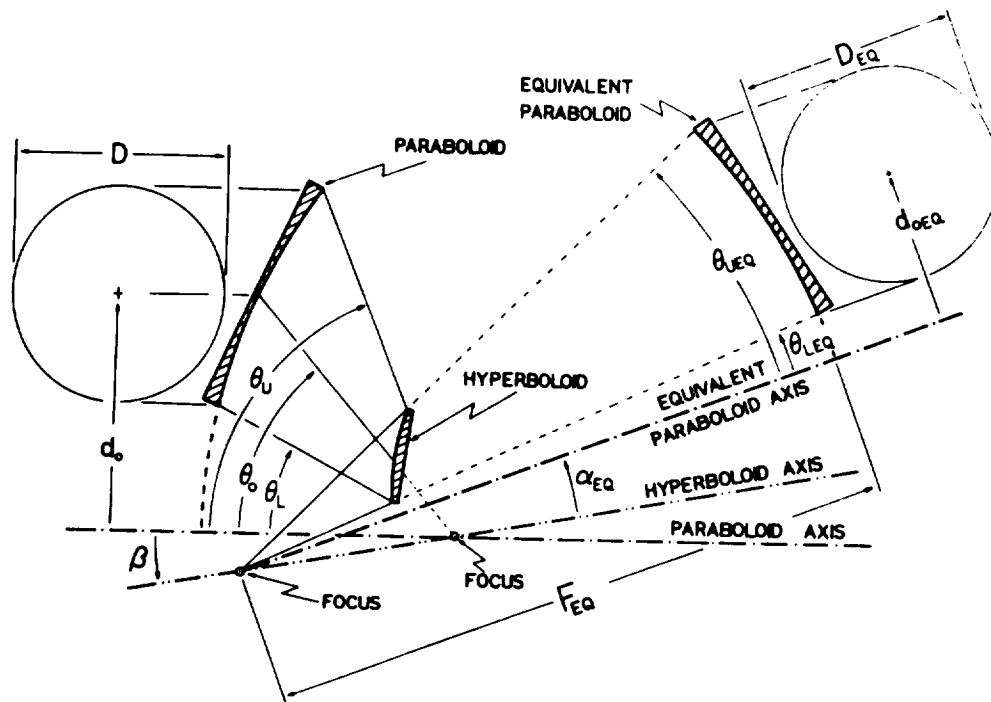 D_EQ
EQUIVALENT
PARABOLOID
D
PARABOLOID
d_oEQ
θ_UEQ
θ_LEQ
θ_U
HYPERBOLOID
EQUIVALENT
PARABOLOID AXIS
d_o
θ_o
θ_L
α_EQ
HYPERBOLOID AXIS
PARABOLOID AXIS
β
FOCUS
FOCUS
F_EQ